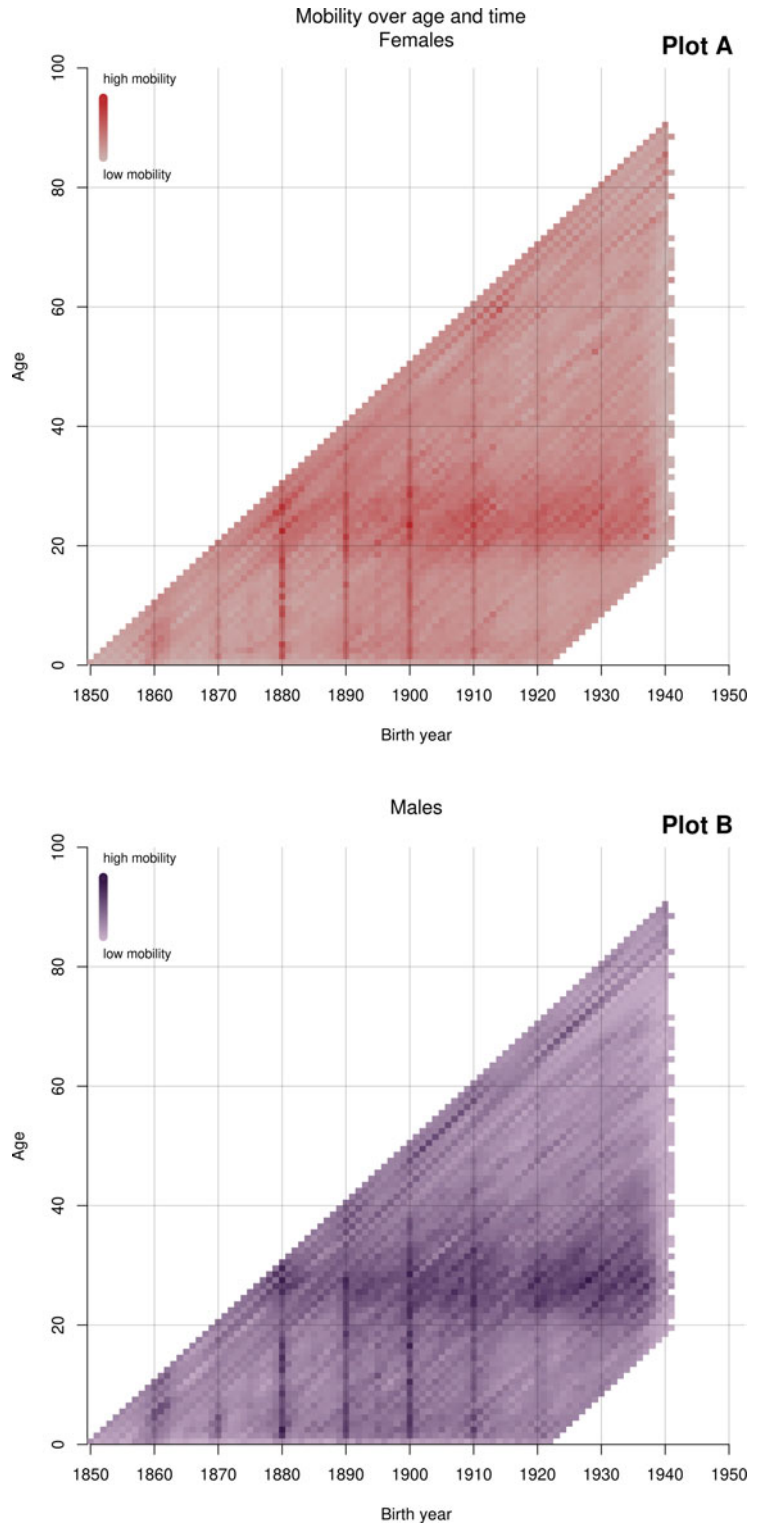 Mobility over age and time
Females
Plot A
high mobility
low mobility
100
80
60
40
20
0
Age
1850 1860 1870 1880 1890 1900 1910 1920 1930 1940 1950
Birth year
Males
Plot B
high mobility
low mobility
100
80
60
40
20
0
Age
1850 1860 1870 1880 1890 1900 1910 1920 1930 1940 1950
Birth year